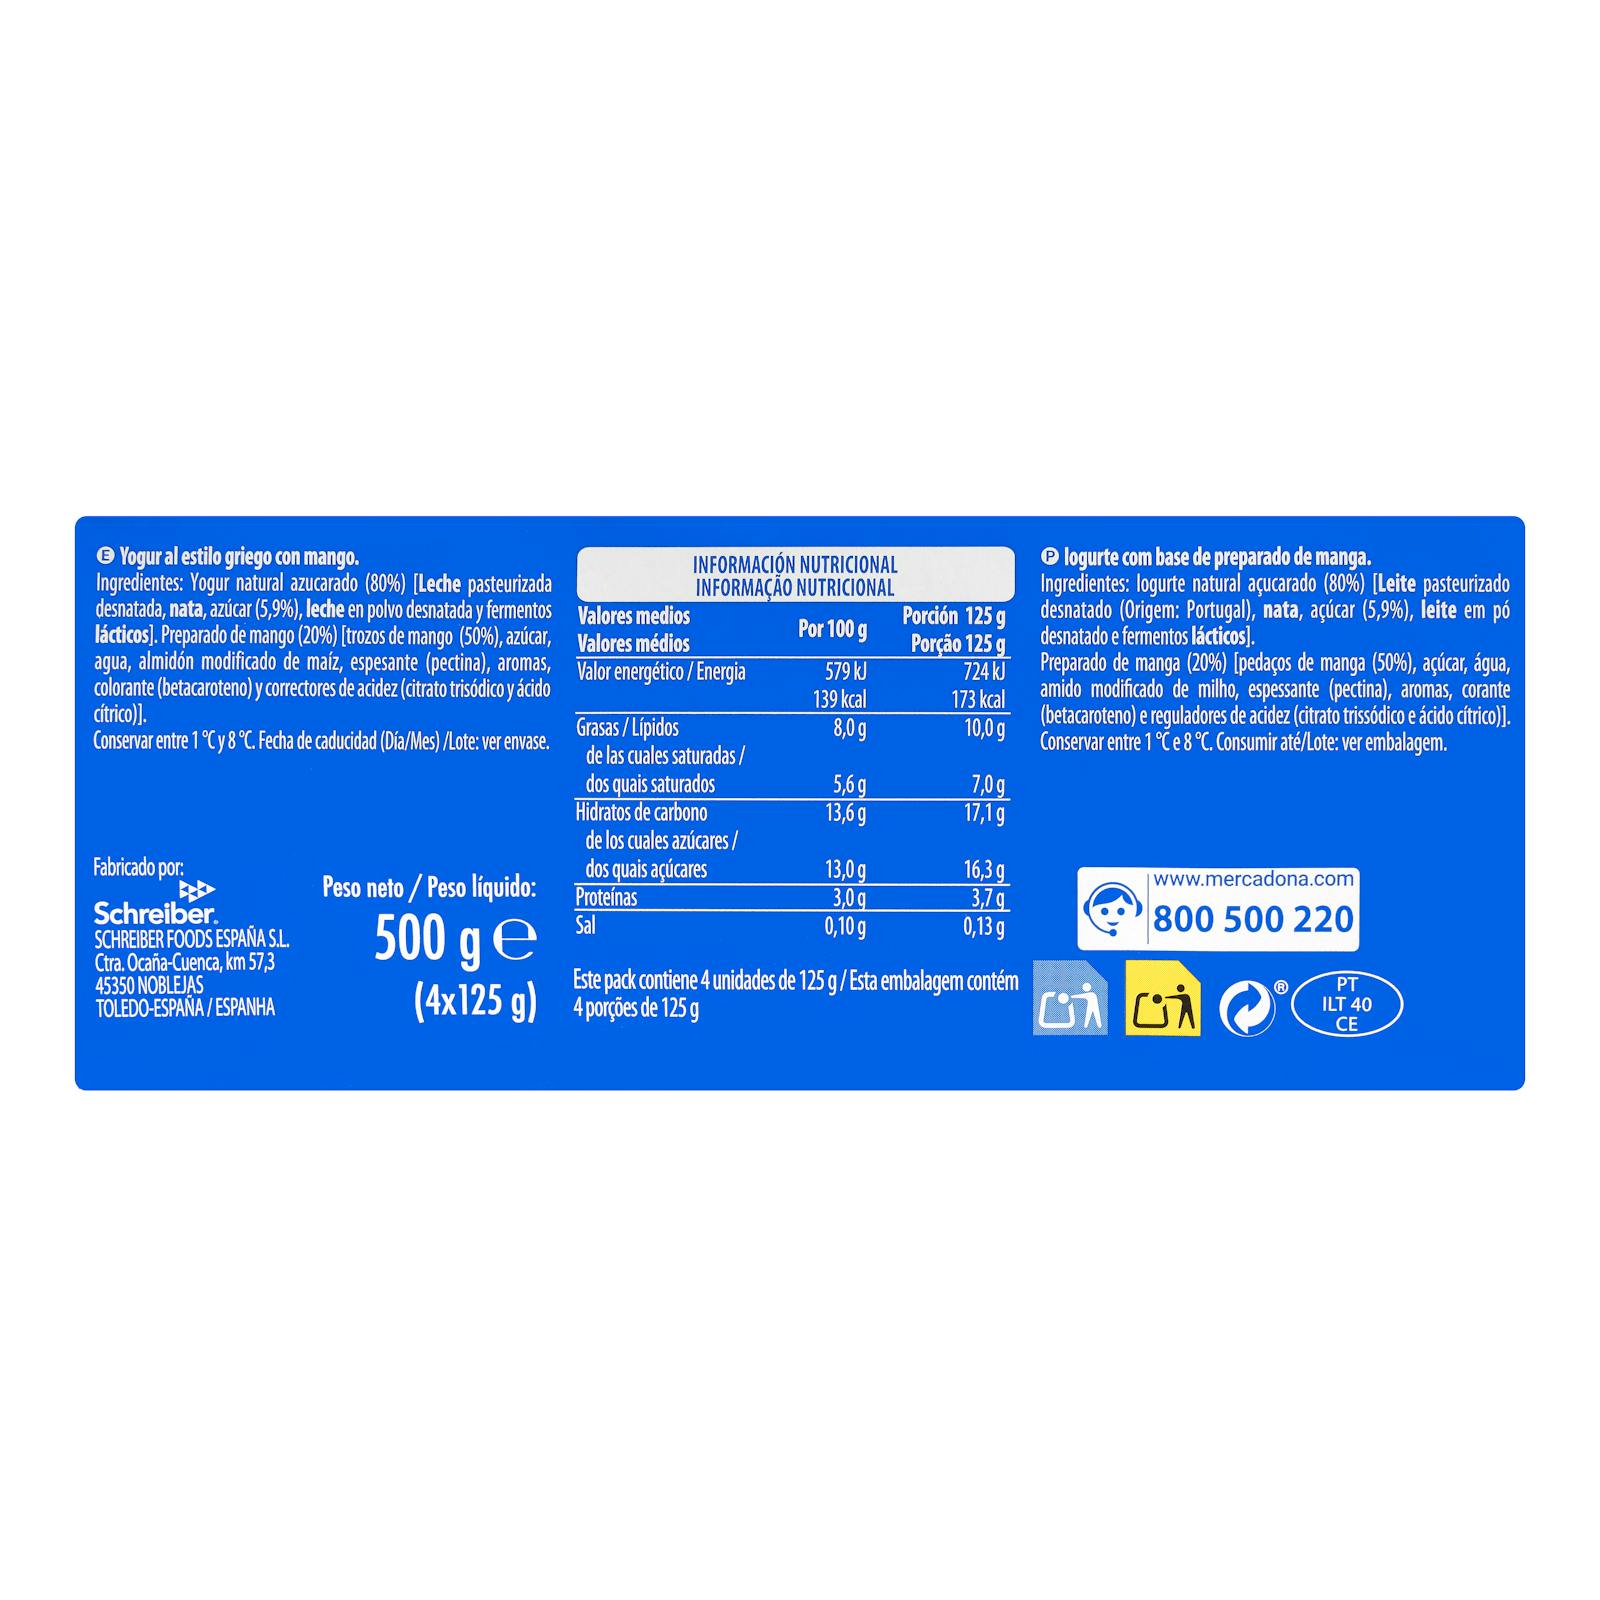 E Yogur al estilo griego con mango.
Ingredientes: Yogur natural azucarado (80%) [Leche pasteurizada
desnatada, nata, azúcar (5,9%), leche en polvo desnatada y fermentos
lácticos]. Preparado de mango (20%) [trozos de mango (50%), azúcar,
agua, almidón modificado de maíz, espesante (pectina), aromas,
colorante (betacaroteno) y correctores de acidez (citrato trisódico y ácido
cítrico)].
Conservar entre 1 °C y 8 °C. Fecha de caducidad (Día/Mes) /Lote: ver envase.
Fabricado por:
Schreiber.
SCHREIBER FOODS ESPAÑA S.L.
Ctra. Ocaña-Cuenca, km 57,3
45350 NOBLEJAS
TOLEDO-ESPAÑA / ESPANHA
Peso neto / Peso líquido:
500 g ℮
(4x125 g)
INFORMACIÓN NUTRICIONAL
INFORMAÇÃO NUTRICIONAL
Valores medios Porción 125 g
Por 100 g
Valores médios Porção 125 g
Valor energético / Energia 579 kJ 724 kJ
139 kcal 173 kcal
Grasas / Lípidos 8,0 g 10,0 g
de las cuales saturadas /
dos quais saturados 5,6 g 7,0 g
Hidratos de carbono 13,6 g 17,1 g
de los cuales azúcares /
dos quais açúcares 13,0 g 16,3 g
Proteínas 3,0 g 3,7 g
Sal 0,10 g 0,13 g
Este pack contiene 4 unidades de 125 g / Esta embalagem contém
4 porções de 125 g
P Iogurte com base de preparado de manga.
Ingredientes: Iogurte natural açucarado (80%) [Leite pasteurizado
desnatado (Origem: Portugal), nata, açúcar (5,9%), leite em pó
desnatado e fermentos lácticos].
Preparado de manga (20%) [pedaços de manga (50%), açúcar, água,
amido modificado de milho, espessante (pectina), aromas, corante
(betacaroteno) e reguladores de acidez (citrato trissódico e ácido cítrico)].
Conservar entre 1 °C e 8 °C. Consumir até/Lote: ver embalagem.
www.mercadona.com
800 500 220
®
PT
ILT 40
CE